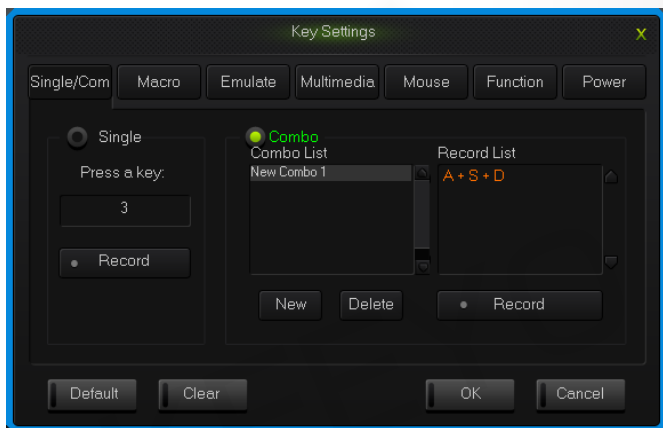 Key Settings
X
Single/Com Macro Emulate Multimedia Mouse Function Power
Single
Press a key:
3
Record
Combo
Combo List
New Combo 1
Record List
A + S + D
New Delete
Record
Default Clear OK Cancel